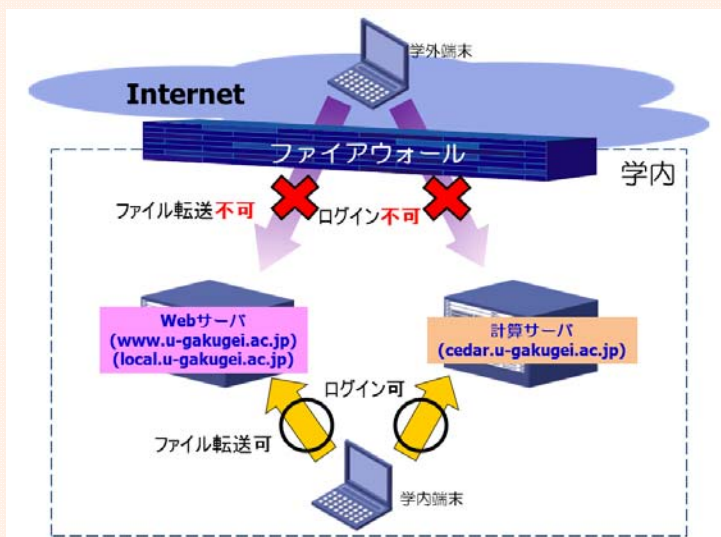 学外端末
Internet
ファイアウォール
学内
ファイル転送不可
ログイン不可
Webサーバ
(www.u-gakugei.ac.jp)
(local.u-gakugei.ac.jp)
計算サーバ
(cedar.u-gakugei.ac.jp)
ログイン可
ファイル転送可
学内端末